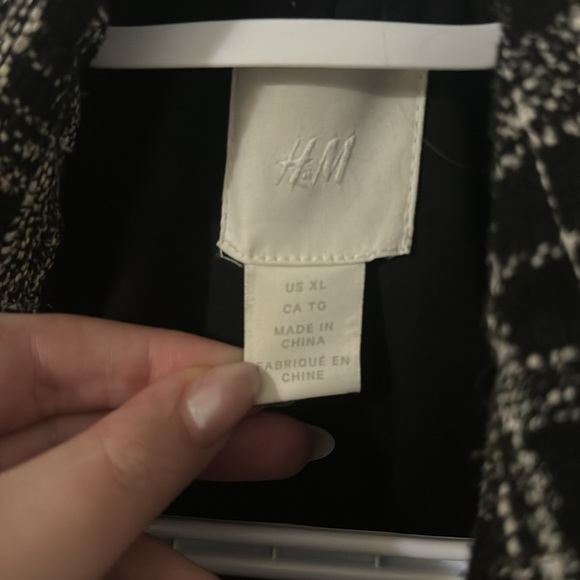 H&M
US XL
CA TG
MADE IN
CHINA
FABRIQUÉ EN
CHINE